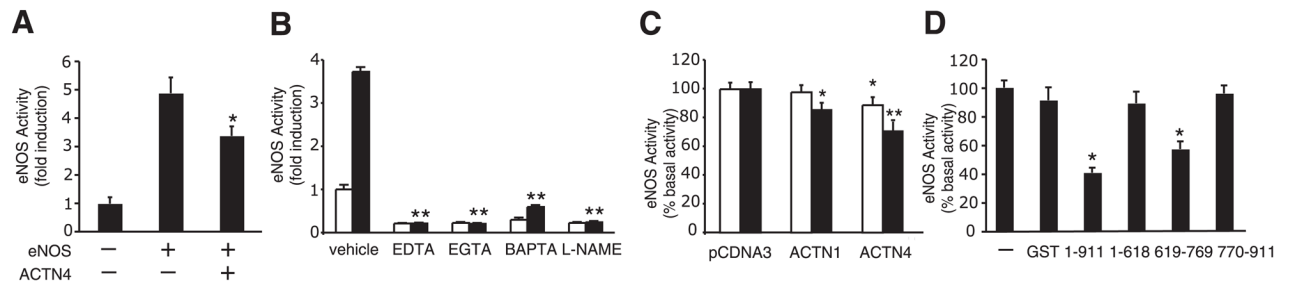 A
eNOS Activity
(fold induction)
6
5
4
3
2
1
0
*
eNOS − + +
ACTN4 − − +
B
eNOS Activity
(fold induction)
4
3
2
1
0
** ** ** **
vehicle EDTA EGTA BAPTA L-NAME
C
eNOS Activity
(% basal activity)
120
100
80
60
40
20
0
* * **
pCDNA3 ACTN1 ACTN4
D
eNOS Activity
(% basal activity)
120
100
80
60
40
20
0
* *
− GST 1-911 1-618 619-769 770-911